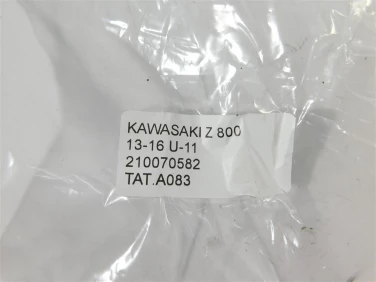 KAWASAKI Z 800
13-16 U-11
210070582
TAT.A083